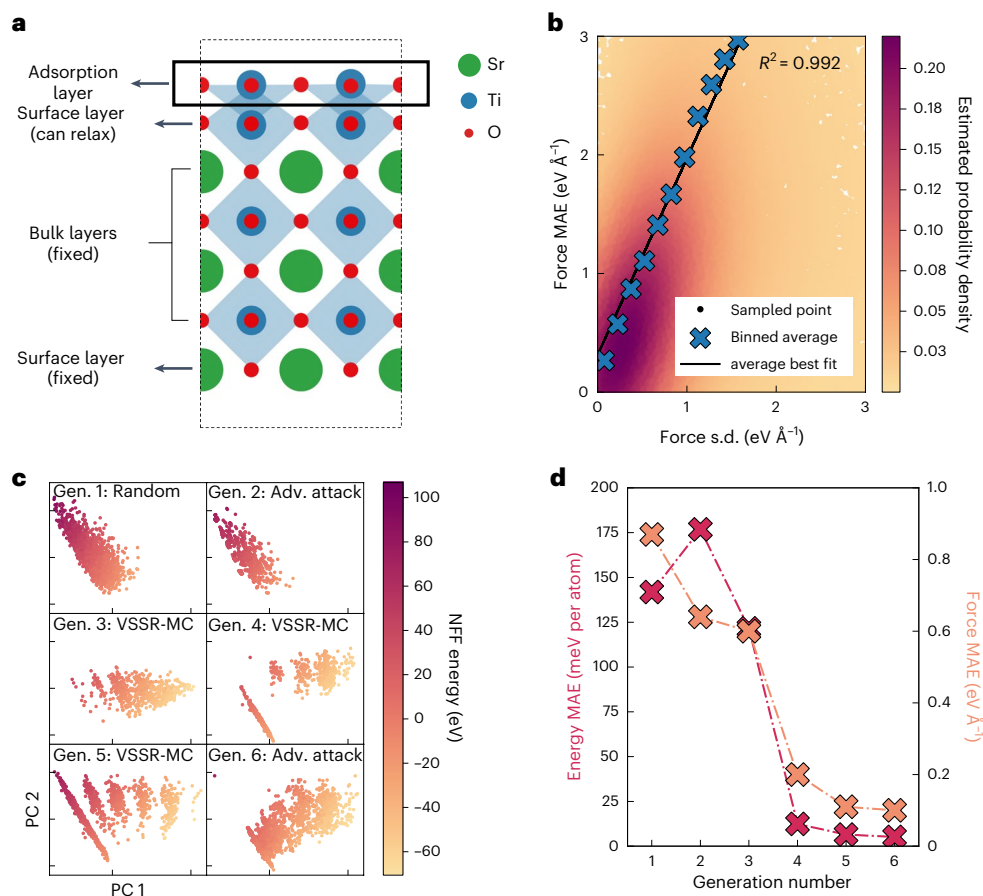 a
Adsorption
layer
Surface layer
(can relax)
Bulk layers
(fixed)
Surface layer
(fixed)
Sr
Ti
O
b
3
2
1
0
Force MAE (eV Å⁻¹)
R² = 0.992
Sampled point
Binned average
average best fit
0 1 2 3
Force s.d. (eV Å⁻¹)
0.20
0.18
0.15
0.12
0.10
0.08
0.05
0.03
Estimated probability density
c
Gen. 1: Random
Gen. 2: Adv. attack
Gen. 3: VSSR-MC
Gen. 4: VSSR-MC
Gen. 5: VSSR-MC
Gen. 6: Adv. attack
PC 2
PC 1
100
80
60
40
20
0
−20
−40
−60
NFF energy (eV)
d
200
175
150
125
100
75
50
25
0
Energy MAE (meV per atom)
1 2 3 4 5 6
Generation number
1.0
0.8
0.6
0.4
0.2
0
Force MAE (eV Å⁻¹)